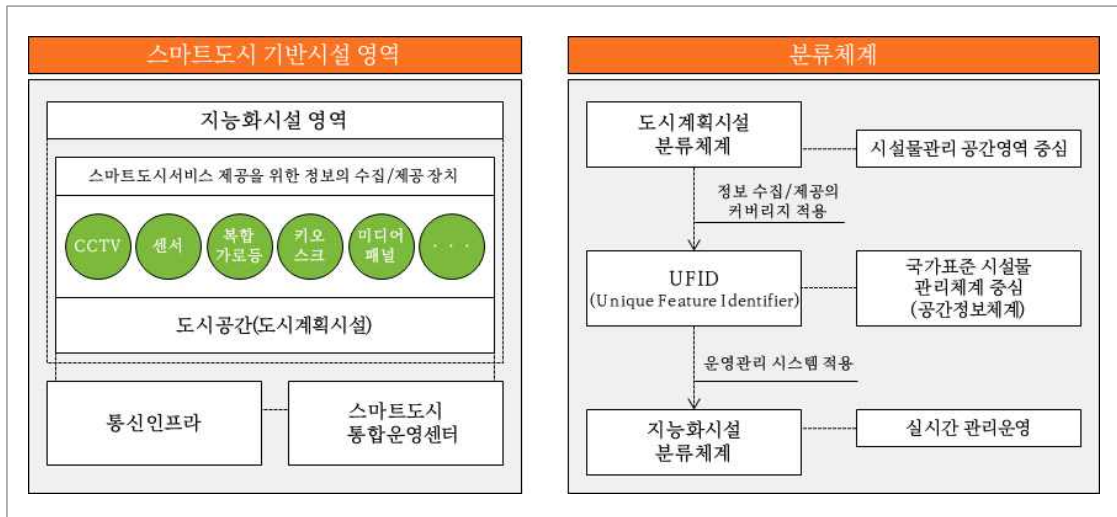 스마트도시 기반시설 영역
지능화시설 영역
스마트도시서비스 제공을 위한 정보의 수집/제공 장치
CCTV
센서
복합
가로등
키오
스크
미디어
패널
· · ·
도시공간(도시계획시설)
통신인프라
스마트도시
통합운영센터
분류체계
도시계획시설
분류체계
시설물관리 공간영역 중심
정보 수집/제공의
커버리지 적용
UFID
(Unique Feature Identifier)
국가표준 시설물
관리체계 중심
(공간정보체계)
운영관리 시스템 적용
지능화시설
분류체계
실시간 관리운영